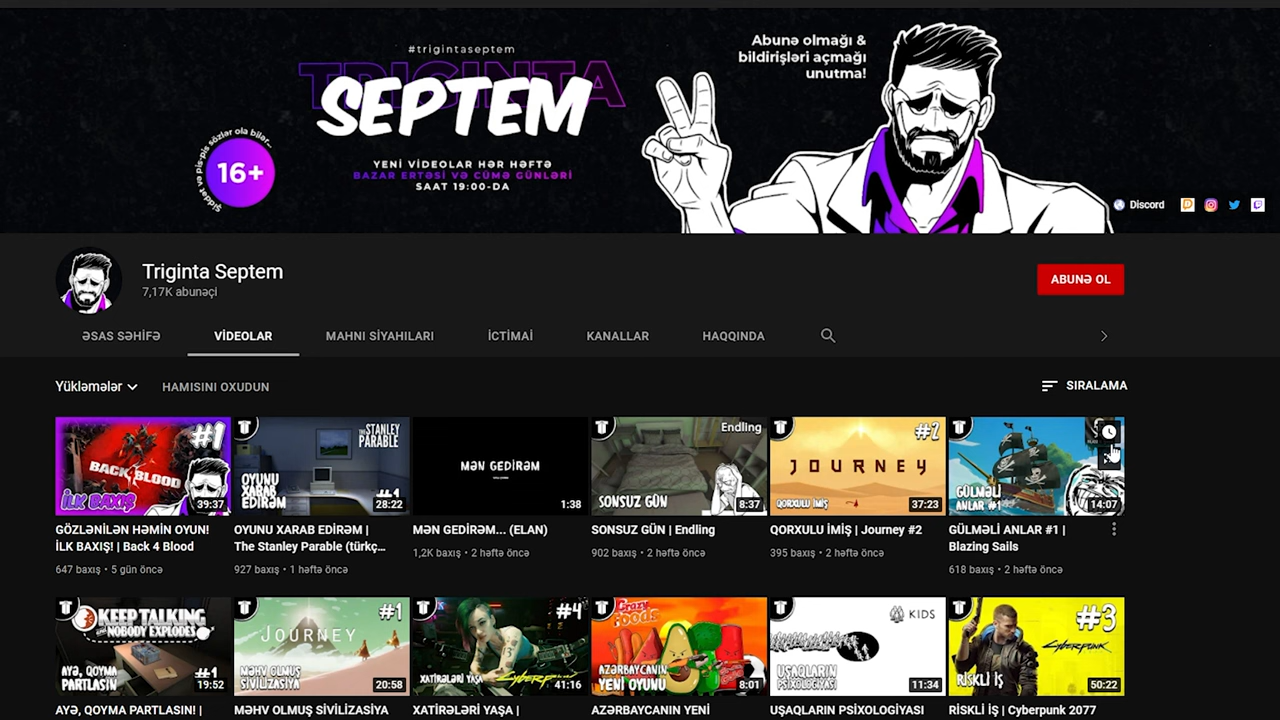 #trigintaseptem
TRIGINTA
SEPTEM
Abunə olmağı &
bildirişləri açmağı
unutma!
Şiddət və pis-pis sözlər ola bilər...
16+
YENİ VİDEOLAR HƏR HƏFTƏ
BAZAR ERTƏSİ VƏ CÜMƏ GÜNLƏRİ
SAAT 19:00-DA
Discord
Triginta Septem
7,17K abunəçi
ABUNƏ OL
ƏSAS SƏHİFƏ VİDEOLAR MAHNI SİYAHILARI İCTİMAİ KANALLAR HAQQINDA
Yükləmələr HAMISINI OXUDUN SIRALAMA
#1
BACK 4 BLOOD
İLK BAXIŞ
39:37
THE STANLEY
PARABLE
OYUNU
XARAB
EDİRƏM
#1
28:22
MƏN GEDİRƏM
1:38
Endling
SONSUZ GÜN
8:37
#2
JOURNEY
QORXULU İMİŞ
37:23
GÜLMƏLİ
ANLAR #1
14:07
GÖZLƏNİLƏN HƏMİN OYUN!
İLK BAXIŞ! | Back 4 Blood
647 baxış • 5 gün öncə
OYUNU XARAB EDİRƏM |
The Stanley Parable (türkç...
927 baxış • 1 həftə öncə
MƏN GEDİRƏM... (ELAN)
1,2K baxış • 2 həftə öncə
SONSUZ GÜN | Endling
902 baxış • 2 həftə öncə
QORXULU İMİŞ | Journey #2
395 baxış • 2 həftə öncə
GÜLMƏLİ ANLAR #1 |
Blazing Sails
618 baxış • 2 həftə öncə
KEEP TALKING
AND NOBODY EXPLODES
AYƏ, QOYMA
PARTLASIN
#1
19:52
#1
JOURNEY
MƏHV OLMUŞ
SİVİLİZASİYA
20:58
#4
XATİRƏLƏRİ YAŞA
Cyberpunk
41:16
Crazy
Foods
AZƏRBAYCANIN
YENİ OYUNU
8:01
KIDS
UŞAQLARIN
PSİXOLOGİYASI
11:34
#3
CYBERPUNK
RİSKLİ İŞ
50:22
AYƏ, QOYMA PARTLASIN! |
MƏHV OLMUŞ SİVİLİZASİYA
XATİRƏLƏRİ YAŞA |
AZƏRBAYCANIN YENİ
UŞAQLARIN PSİXOLOGİYASI
RİSKLİ İŞ | Cyberpunk 2077